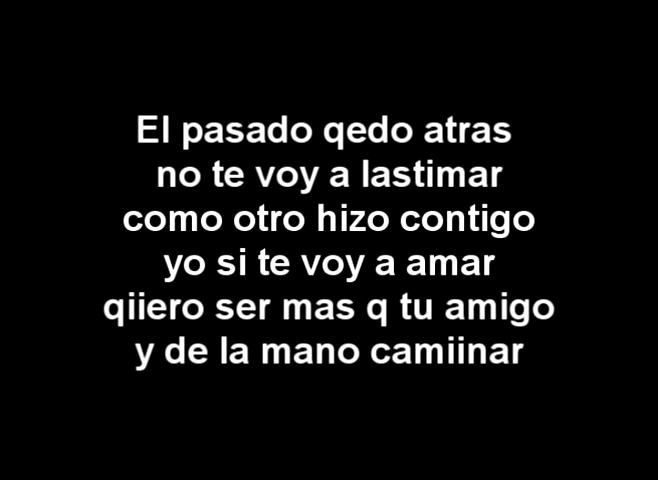 El pasado qedo atras
no te voy a lastimar
como otro hizo contigo
yo si te voy a amar
qiiero ser mas q tu amigo
y de la mano camiinar